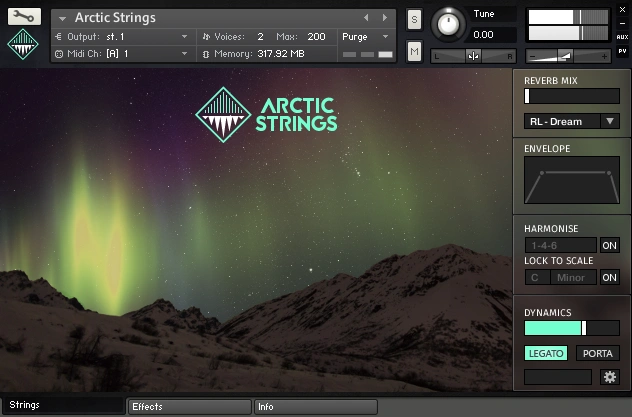 Arctic Strings
Output: st. 1
Voices: 2 Max: 200
Purge
Midi Ch: [A] 1
Memory: 317.92 MB
S
M
Tune
0.00
L
R
AUX
PV
ARCTIC
STRINGS
REVERB MIX
RL - Dream
ENVELOPE
HARMONISE
1-4-6
ON
LOCK TO SCALE
C
Minor
ON
DYNAMICS
LEGATO
PORTA
Strings
Effects
Info